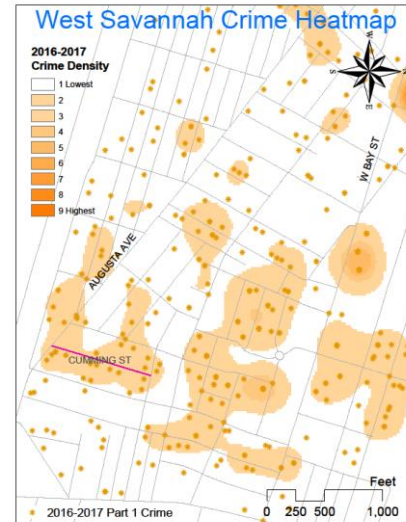 West Savannah Crime Heatmap
2016-2017
Crime Density
1 Lowest
2
3
4
5
6
7
8
9 Highest
W
S
N
E
W BAY ST
AUGUSTA AVE
CUMMING ST
Feet
0 250 500 1,000
2016-2017 Part 1 Crime